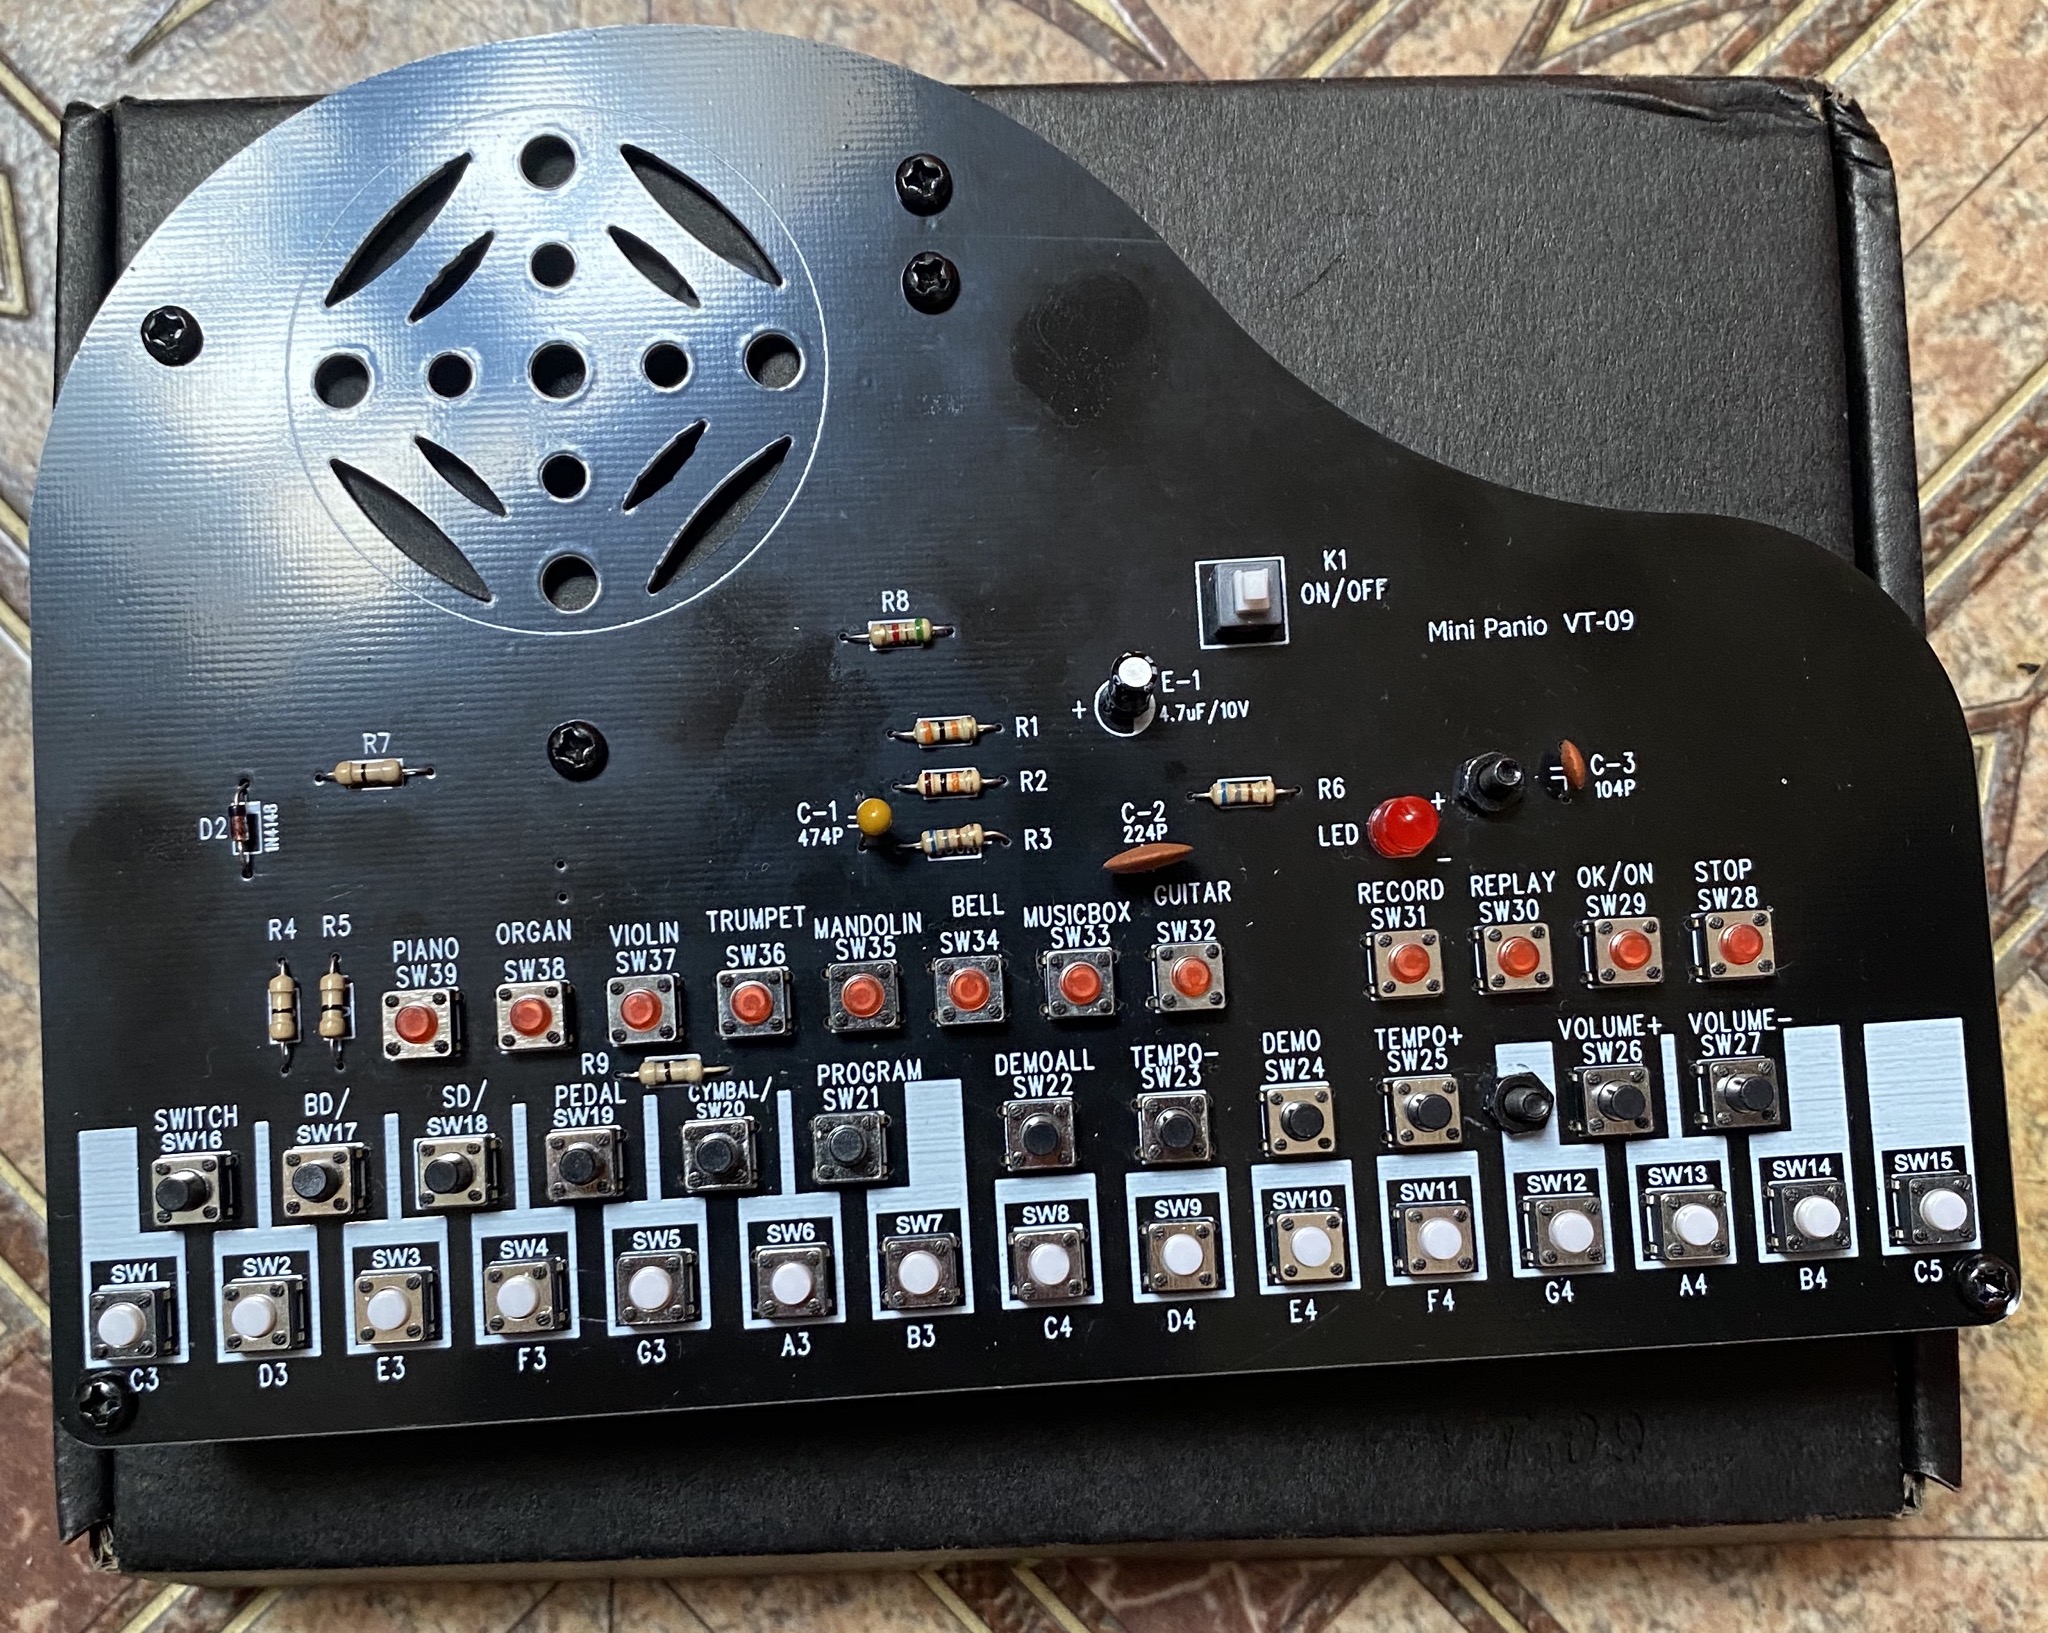 K1
ON/OFF
Mini Panio VT-09
R8
E-1
+ 4.7uF/10V
R1
R7
R2
C-3
104P
R6
C-1
474P
C-2
224P
+
LED
-
D2
1N4148
R3
R4
R5
PIANO
SW39
ORGAN
SW38
VIOLIN
SW37
TRUMPET
SW36
MANDOLIN
SW35
BELL
SW34
MUSICBOX
SW33
GUITAR
SW32
RECORD
SW31
REPLAY
SW30
OK/ON
SW29
STOP
SW28
R9
SWITCH
SW16
BD/
SW17
SD/
SW18
PEDAL
SW19
CYMBAL/
SW20
PROGRAM
SW21
DEMOALL
SW22
TEMPO-
SW23
DEMO
SW24
TEMPO+
SW25
VOLUME+
SW26
VOLUME-
SW27
SW1
SW2
SW3
SW4
SW5
SW6
SW7
SW8
SW9
SW10
SW11
SW12
SW13
SW14
SW15
C3
D3
E3
F3
G3
A3
B3
C4
D4
E4
F4
G4
A4
B4
C5